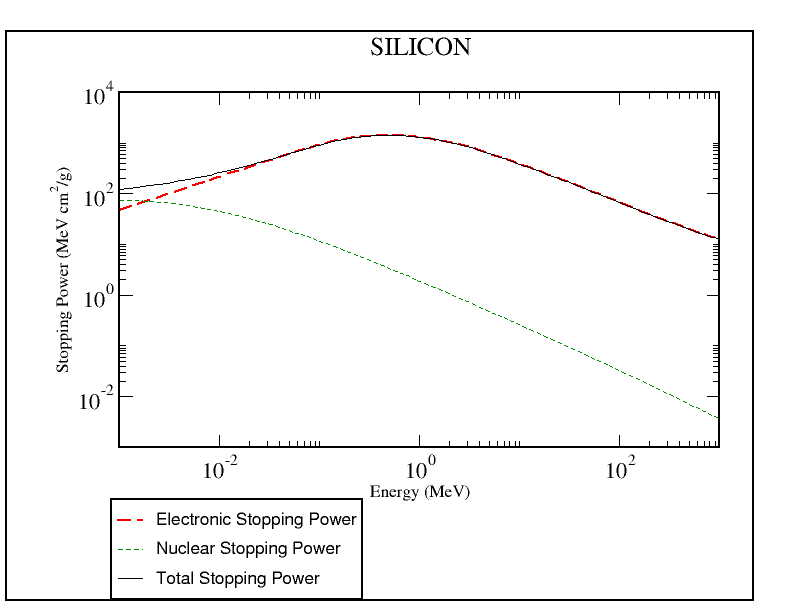 SILICON
10^4
10^2
10^0
10^-2
Stopping Power (MeV cm^2/g)
10^-2
10^0
10^2
Energy (MeV)
Electronic Stopping Power
Nuclear Stopping Power
Total Stopping Power